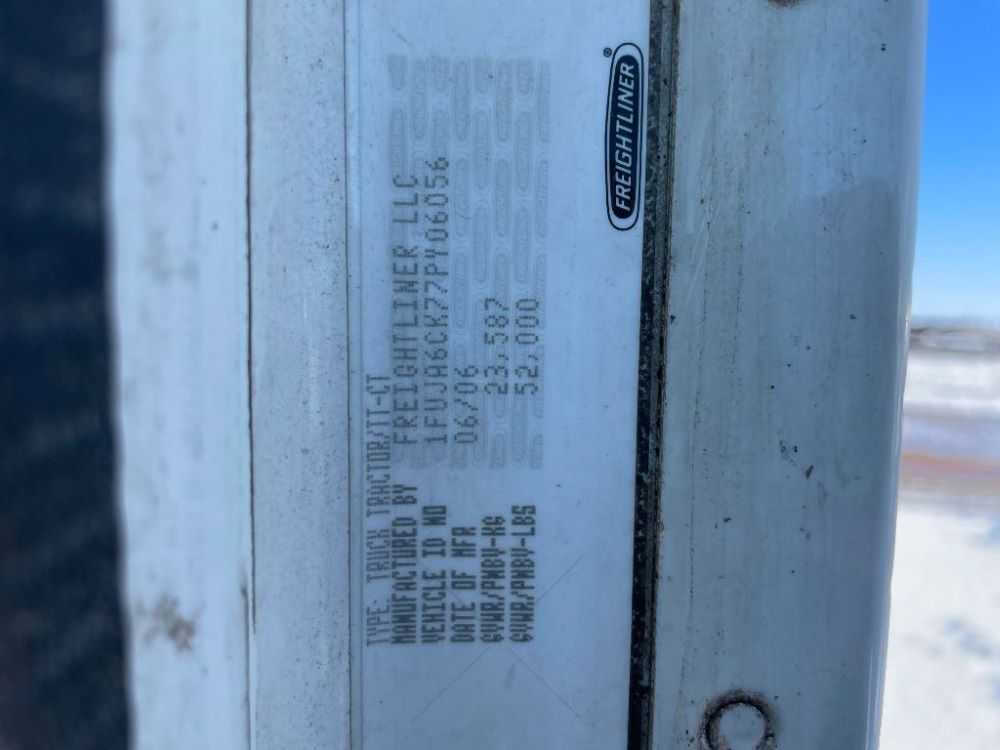 TYPE: TRUCK TRACTOR/TT-CT
MANUFACTURED BY FREIGHTLINER LLC
VEHICLE ID NO 1FUJA6CK77PY06056
DATE OF MFR 06/06
GVWR/PNBV-KG 23,587
GVWR/PNBV-LBS 52,000
FREIGHTLINER®